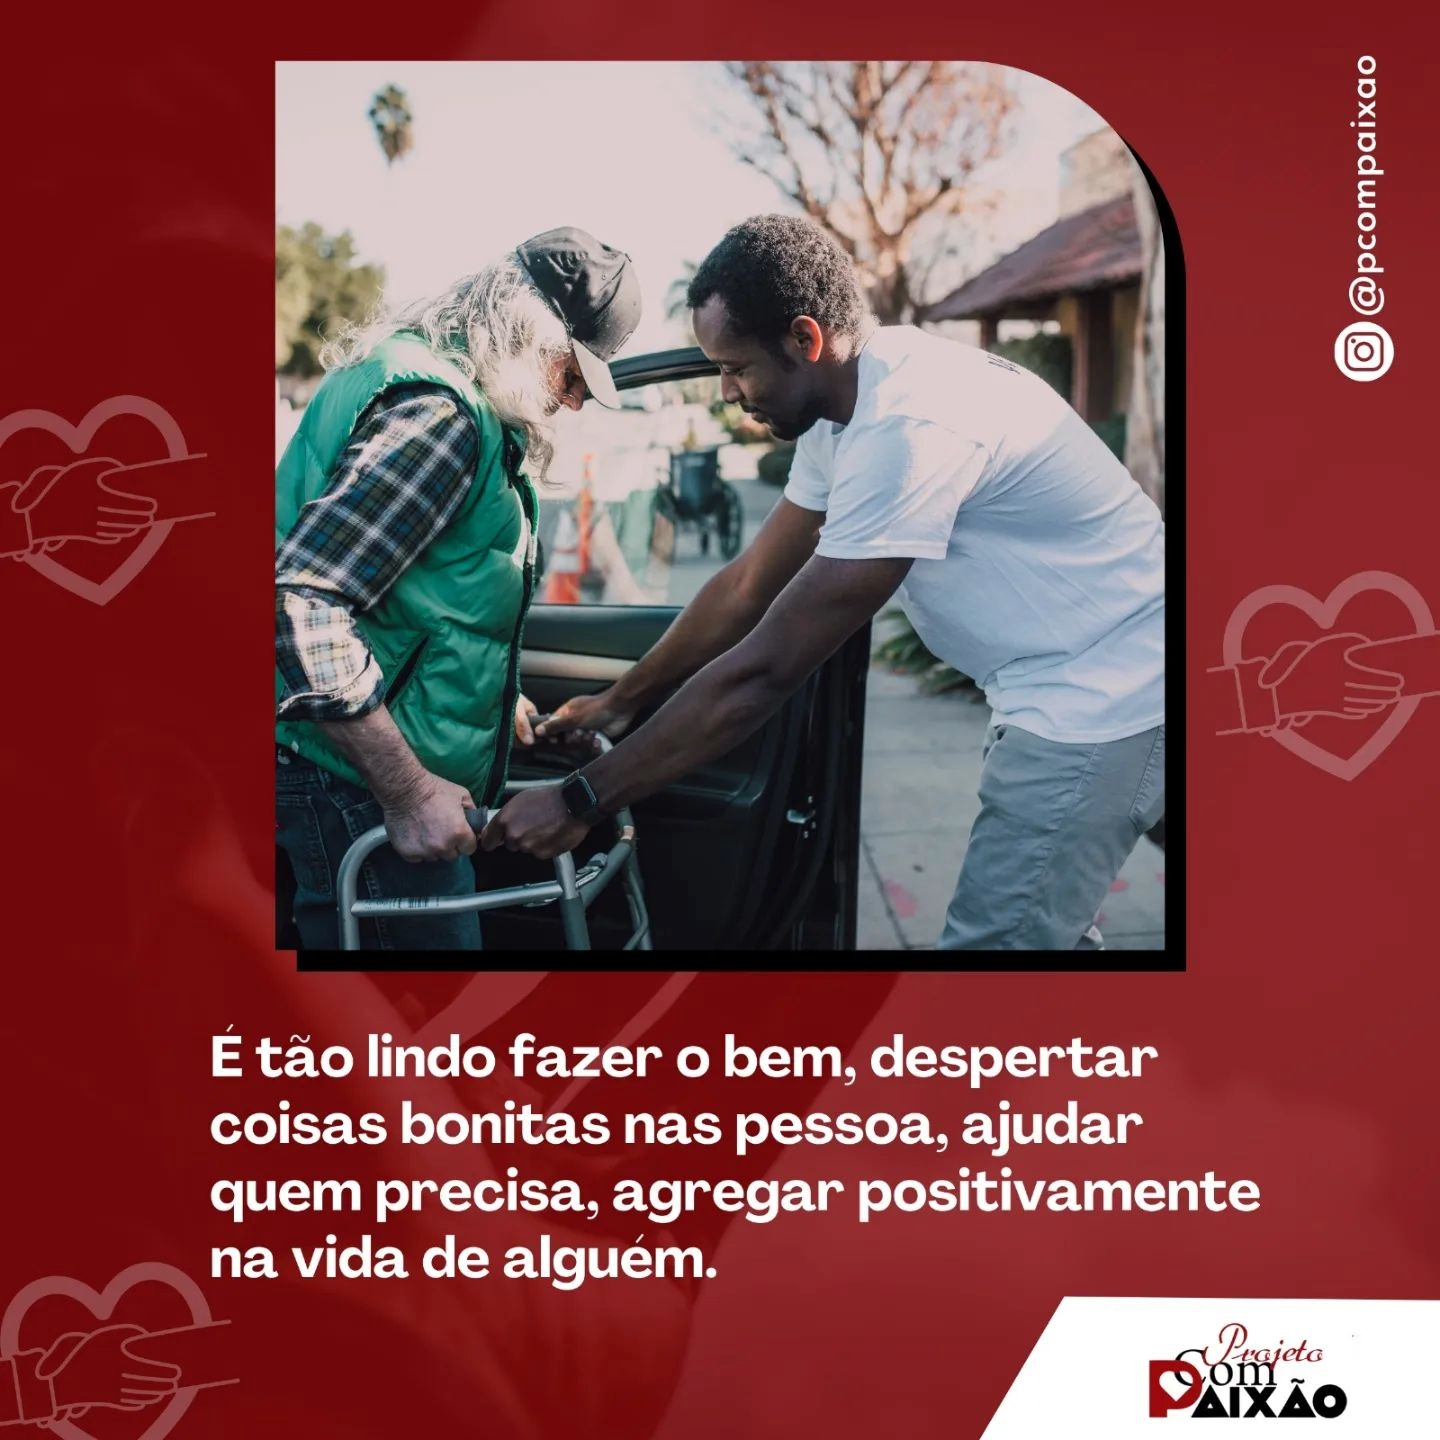 @pcompaixao
É tão lindo fazer o bem, despertar
coisas bonitas nas pessoa, ajudar
quem precisa, agregar positivamente
na vida de alguém.
Projeto
Com
PAIXÃO